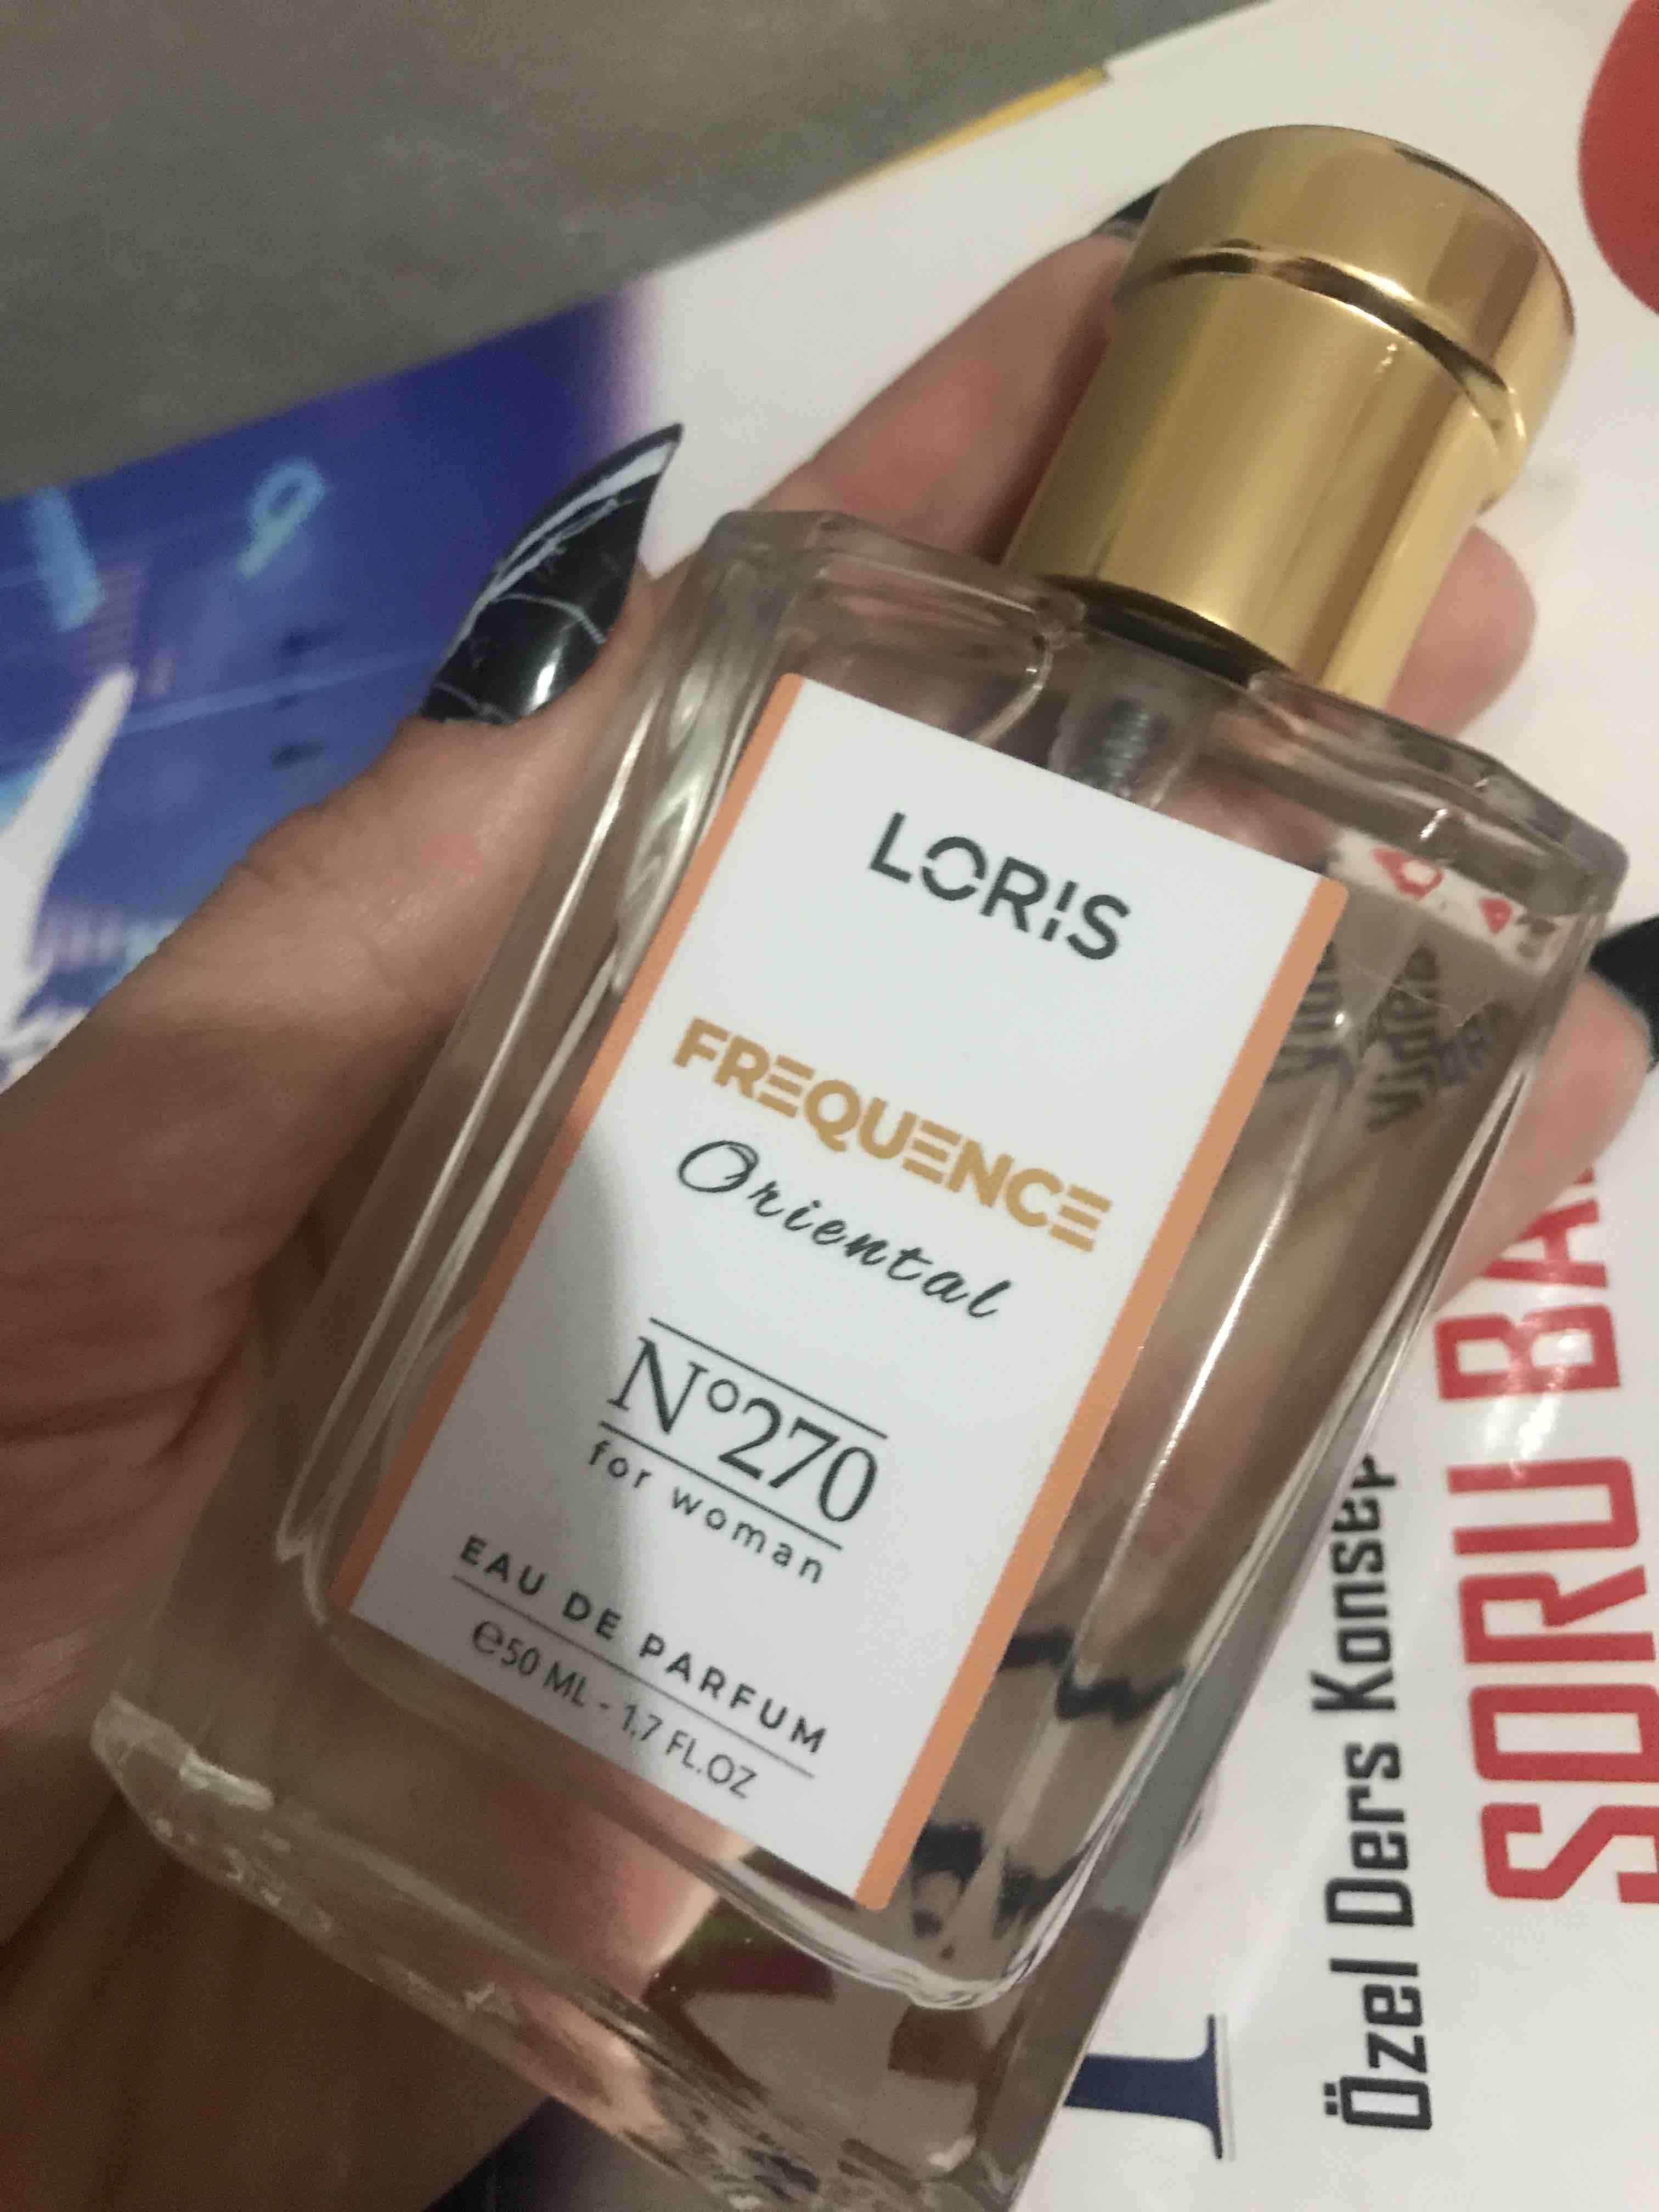 LORIS
FREQUENCE
Oriental
N°270
for woman
EAU DE PARFUM
℮50 ML - 1.7 FL.OZ
Özel Ders Konsep
SORU BA